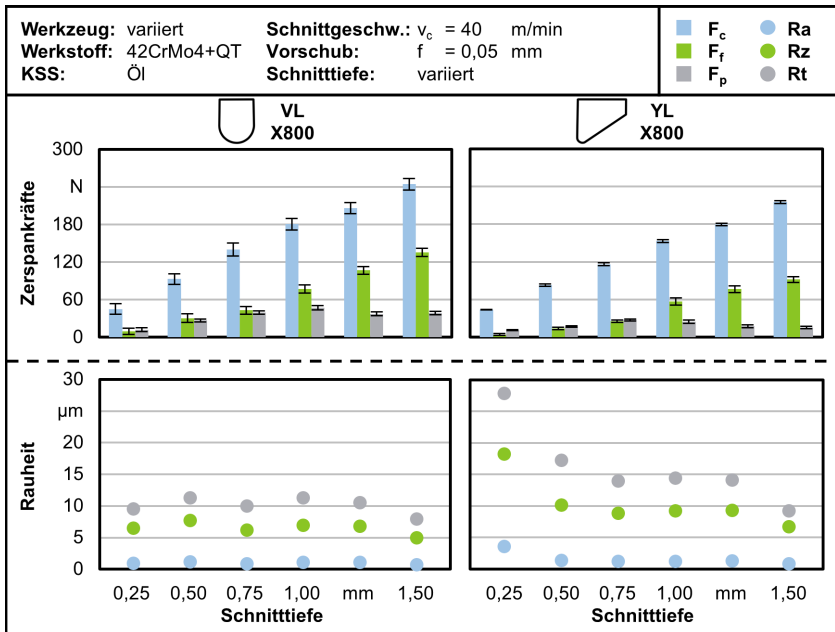 Werkzeug: variiert
Werkstoff: 42CrMo4+QT
KSS: Öl
Schnittgeschw.: vc = 40 m/min
Vorschub: f = 0,05 mm
Schnitttiefe: variiert
Fc Ra
Ff Rz
Fp Rt
VL
X800
YL
X800
Zerspankräfte
300
N
180
120
60
0
Rauheit
30
µm
20
15
10
5
0
0,25 0,50 0,75 1,00 mm 1,50
Schnitttiefe
0,25 0,50 0,75 1,00 mm 1,50
Schnitttiefe